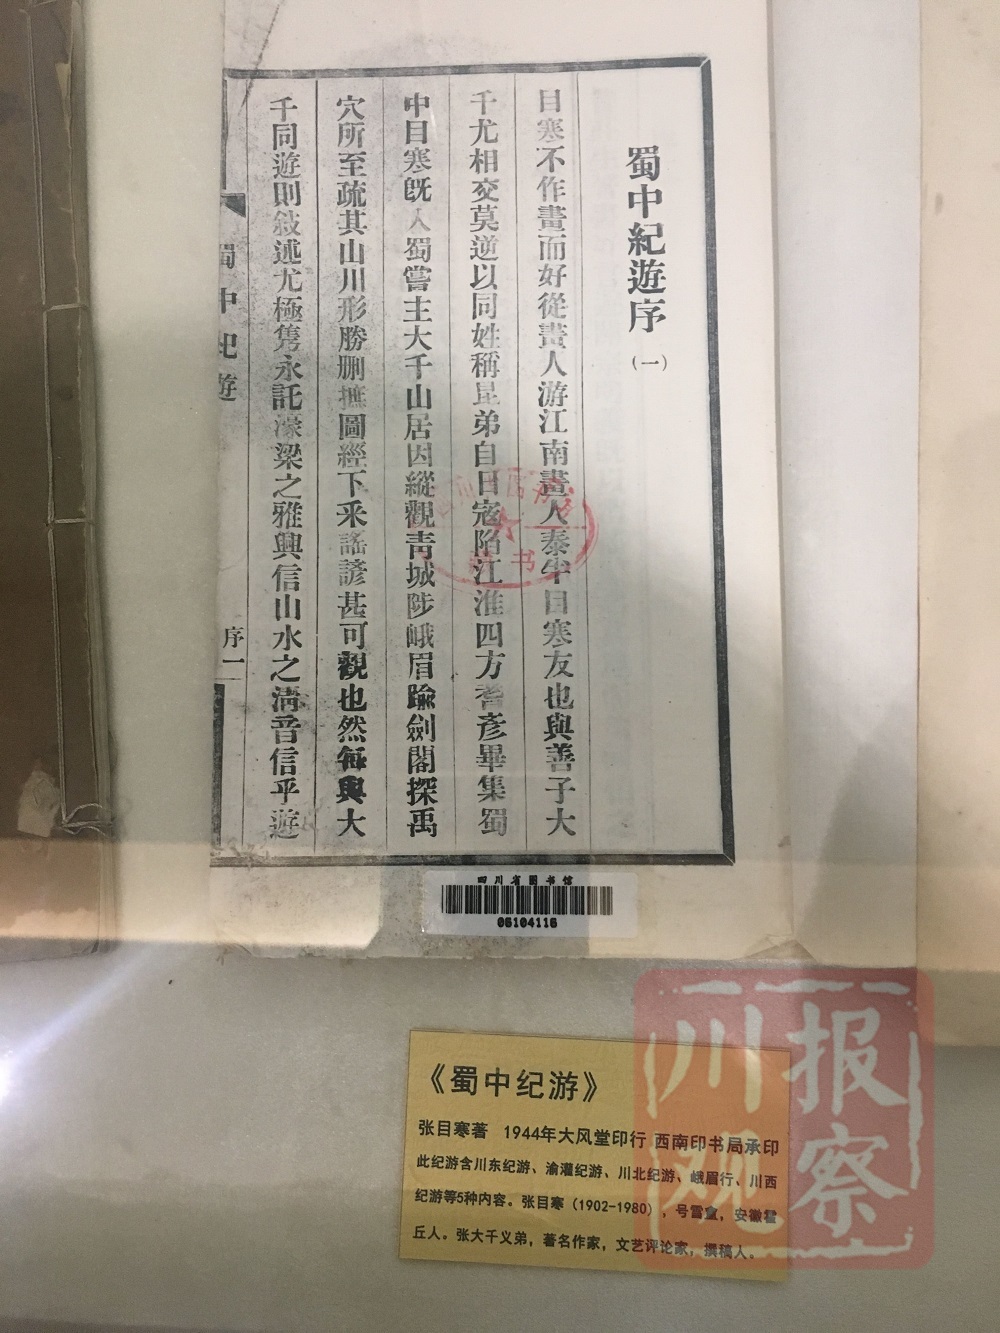 蜀中紀遊序
(一)
目寒不作畫而好從畫人游江南畫人泰半目寒友也與善子大
千尤相交莫逆以同姓稱昆弟自日寇陷江淮四方耆彥畢集蜀
中目寒旣入蜀嘗主大千山居因縱觀靑城陟峨眉踰劍閣探禹
穴所至疏其山川形勝刪摭圖經下采謠諺甚可觀也然每與大
千同遊則敍述尤極雋永託濠梁之雅興信山水之淸音信乎遊
蜀中紀遊
序一
书
四川省图书馆
06104116
《蜀中纪游》
张目寒著 1944年大风堂印行 西南印书局承印
此纪游含川东纪游、渝灌纪游、川北纪游、峨眉行、川西
纪游等5种内容。张目寒(1902-1980),号雪盦,安徽霍
丘人。张大千义弟,著名作家,文艺评论家,撰稿人。
川报观察